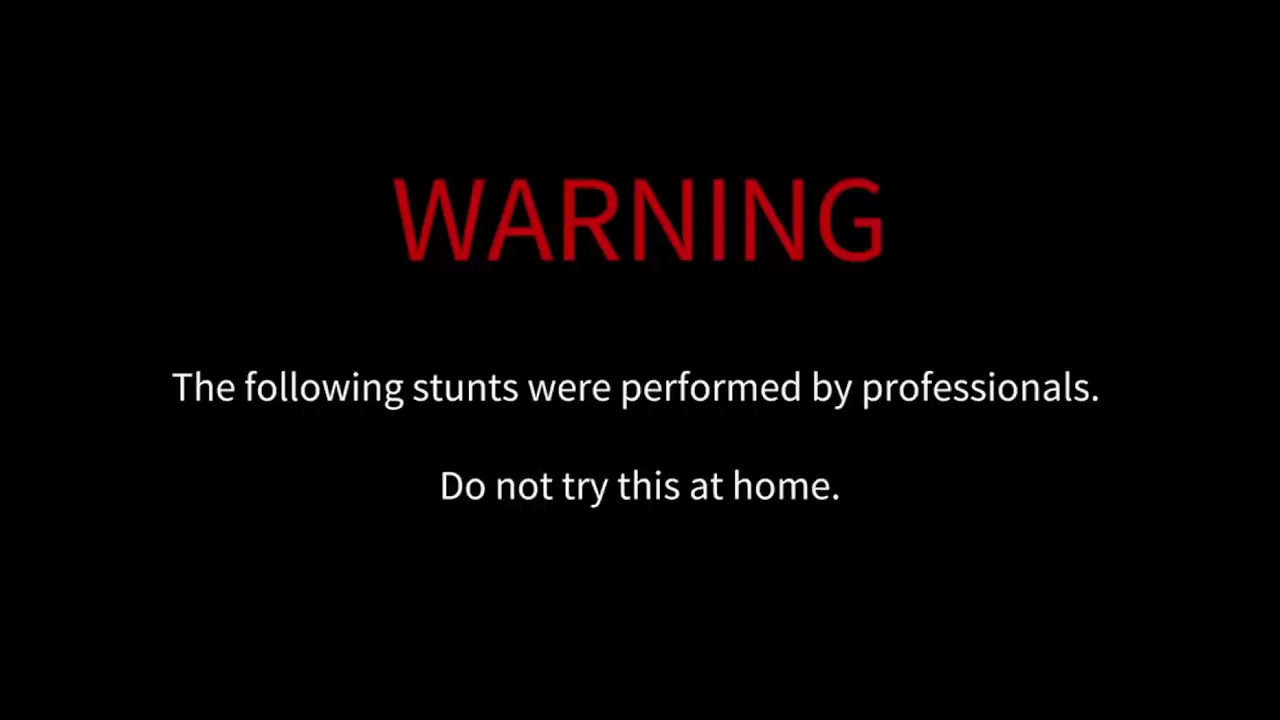 WARNING
The following stunts were performed by professionals.
Do not try this at home.